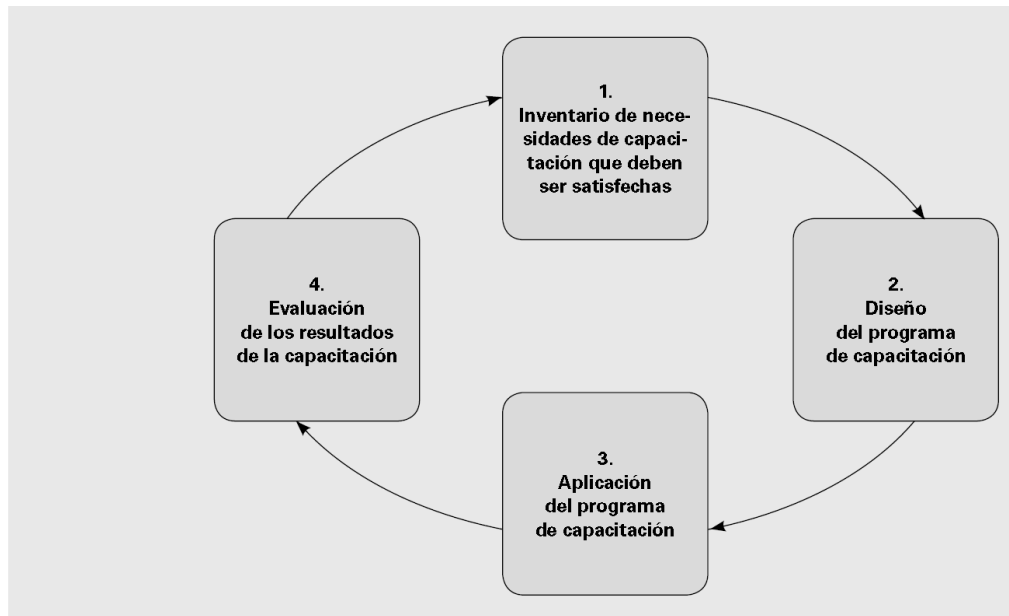 1.
Inventario de nece-
sidades de capaci-
tación que deben
ser satisfechas
2.
Diseño
del programa
de capacitación
3.
Aplicación
del programa
de capacitación
4.
Evaluación
de los resultados
de la capacitación